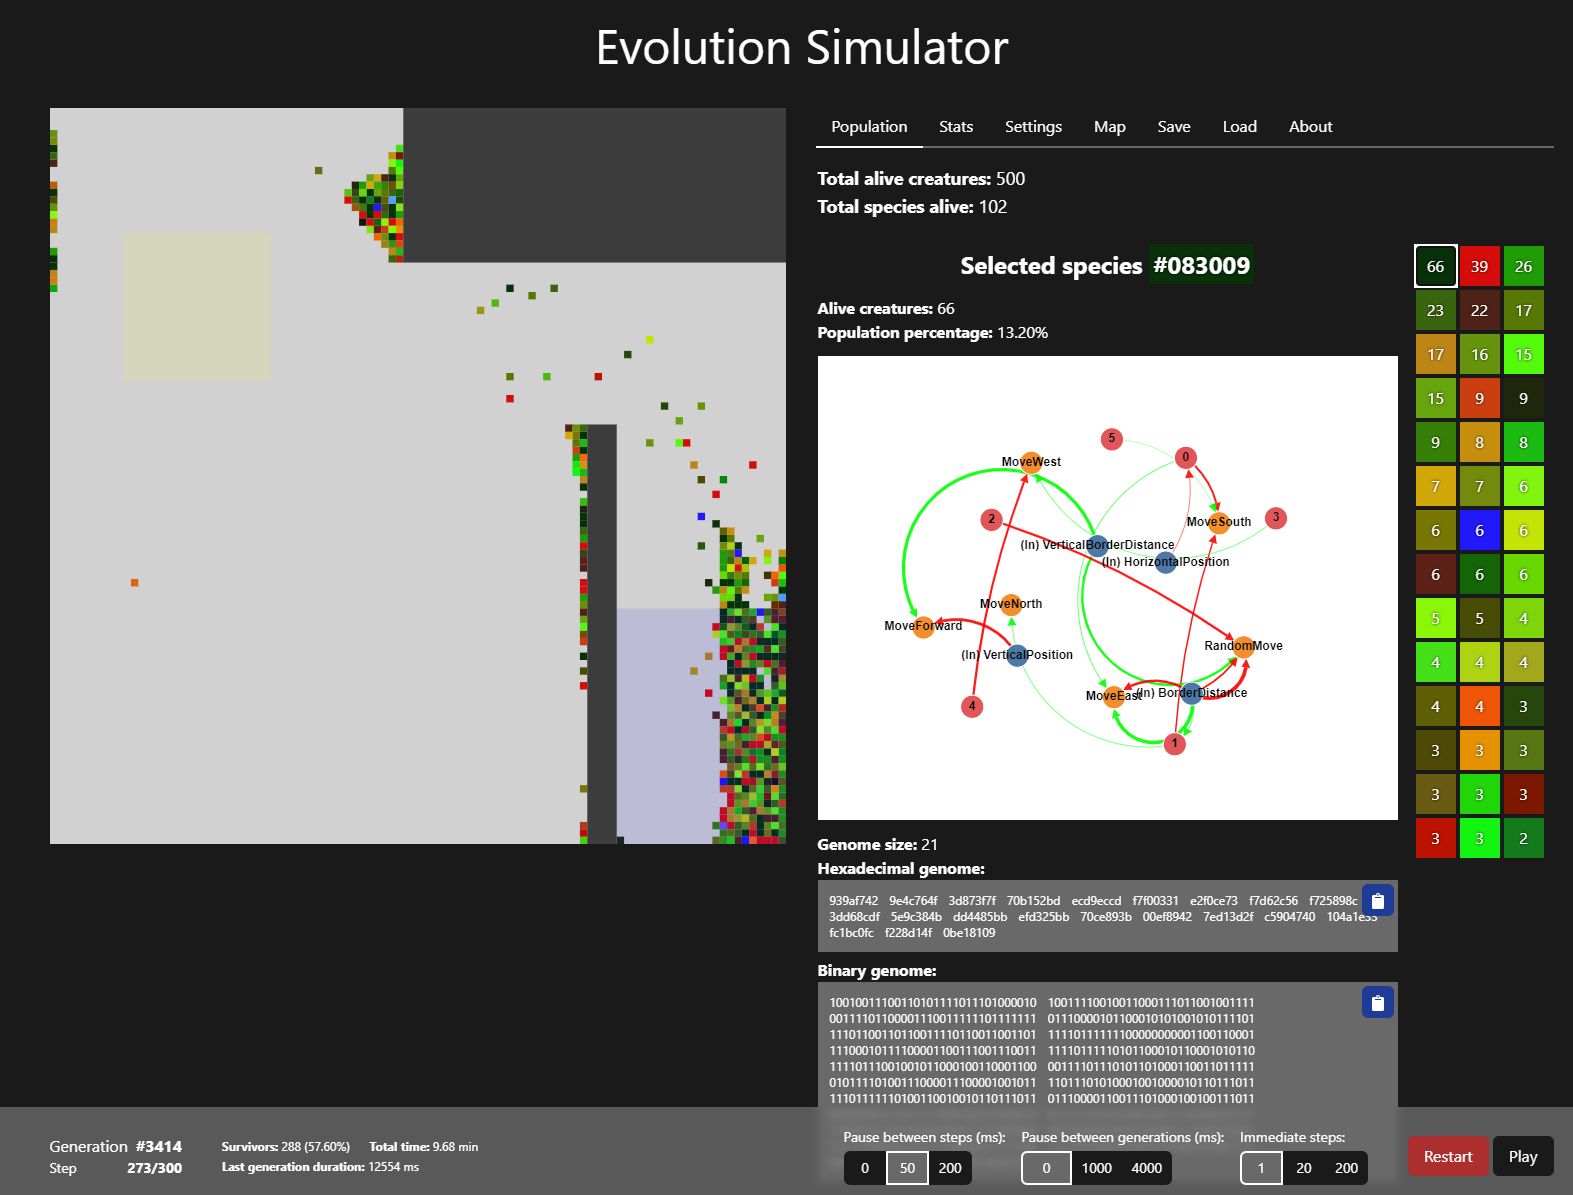 Evolution Simulator
Population Stats Settings Map Save Load About
Total alive creatures: 500
Total species alive: 102
Selected species #083009
Alive creatures: 66
Population percentage: 13.20%
66 39 26
23 22 17
17 16 15
15 9 9
9 8 8
7 7 6
6 6 6
6 6 6
5 5 4
4 4 4
4 4 3
3 3 3
3 3 3
3 3 2
5
0
MoveWest
2
MoveSouth
3
(In) VerticalBorderDistance
(In) HorizontalPosition
MoveNorth
MoveForward
RandomMove
(In) VerticalPosition
MoveEast
(In) BorderDistance
4
1
Genome size: 21
Hexadecimal genome:
939af742 9e4c764f 3d873f7f 70b152bd ecd9eccd f7f00331 e2f0ce73 f7d62c56 f725898c
3dd68cdf 5e9c384b dd4485bb efd325bb 70ce893b 00ef8942 7ed13d2f c5904740 104a1e33
fc1bc0fc f228d14f 0be18109
Binary genome:
10010011100110101111011101000010 10011110010011000111011001001111
00111101100001110011111101111111 01110000101100010101001010111101
11101100110110011110110011001101 11110111111100000000001100110001
11100010111100001100111001110011 11110111110101100010110001010110
11110111001001011000100110001100 00111101110101101000110011011111
01011110100111000011100001001011 11011101010001001000010110111011
11101111110100110010010110111011 01110000110011101000100100111011
Generation #3414
Step 273/300
Survivors: 288 (57.60%) Total time: 9.68 min
Last generation duration: 12554 ms
Pause between steps (ms):
0 50 200
Pause between generations (ms):
0 1000 4000
Immediate steps:
1 20 200
Restart
Play